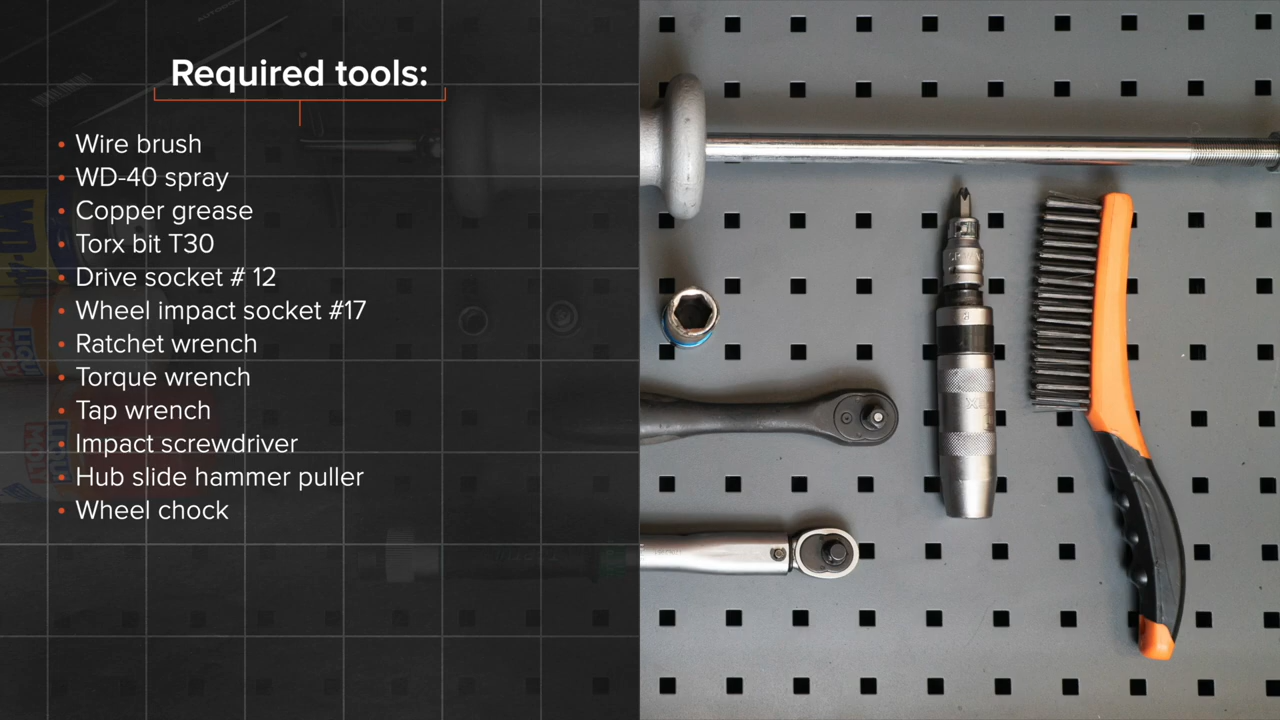 Required tools:
• Wire brush
• WD-40 spray
• Copper grease
• Torx bit T30
• Drive socket # 12
• Wheel impact socket #17
• Ratchet wrench
• Torque wrench
• Tap wrench
• Impact screwdriver
• Hub slide hammer puller
• Wheel chock